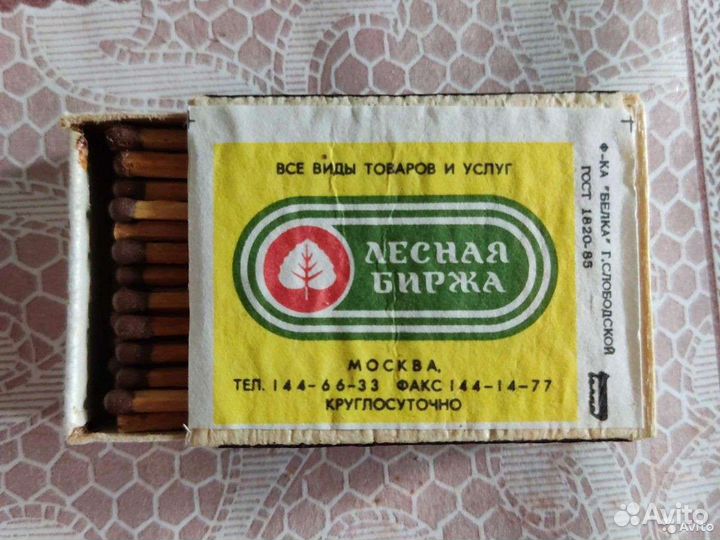 ВСЕ ВИДЫ ТОВАРОВ И УСЛУГ
ЛЕСНАЯ
БИРЖА
МОСКВА,
ТЕЛ. 144-66-33 ФАКС 144-14-77
КРУГЛОСУТОЧНО
Ф-КА "БЕЛКА" Г.СЛОБОДСКОЙ
ГОСТ 1820-85
Avito
Avito